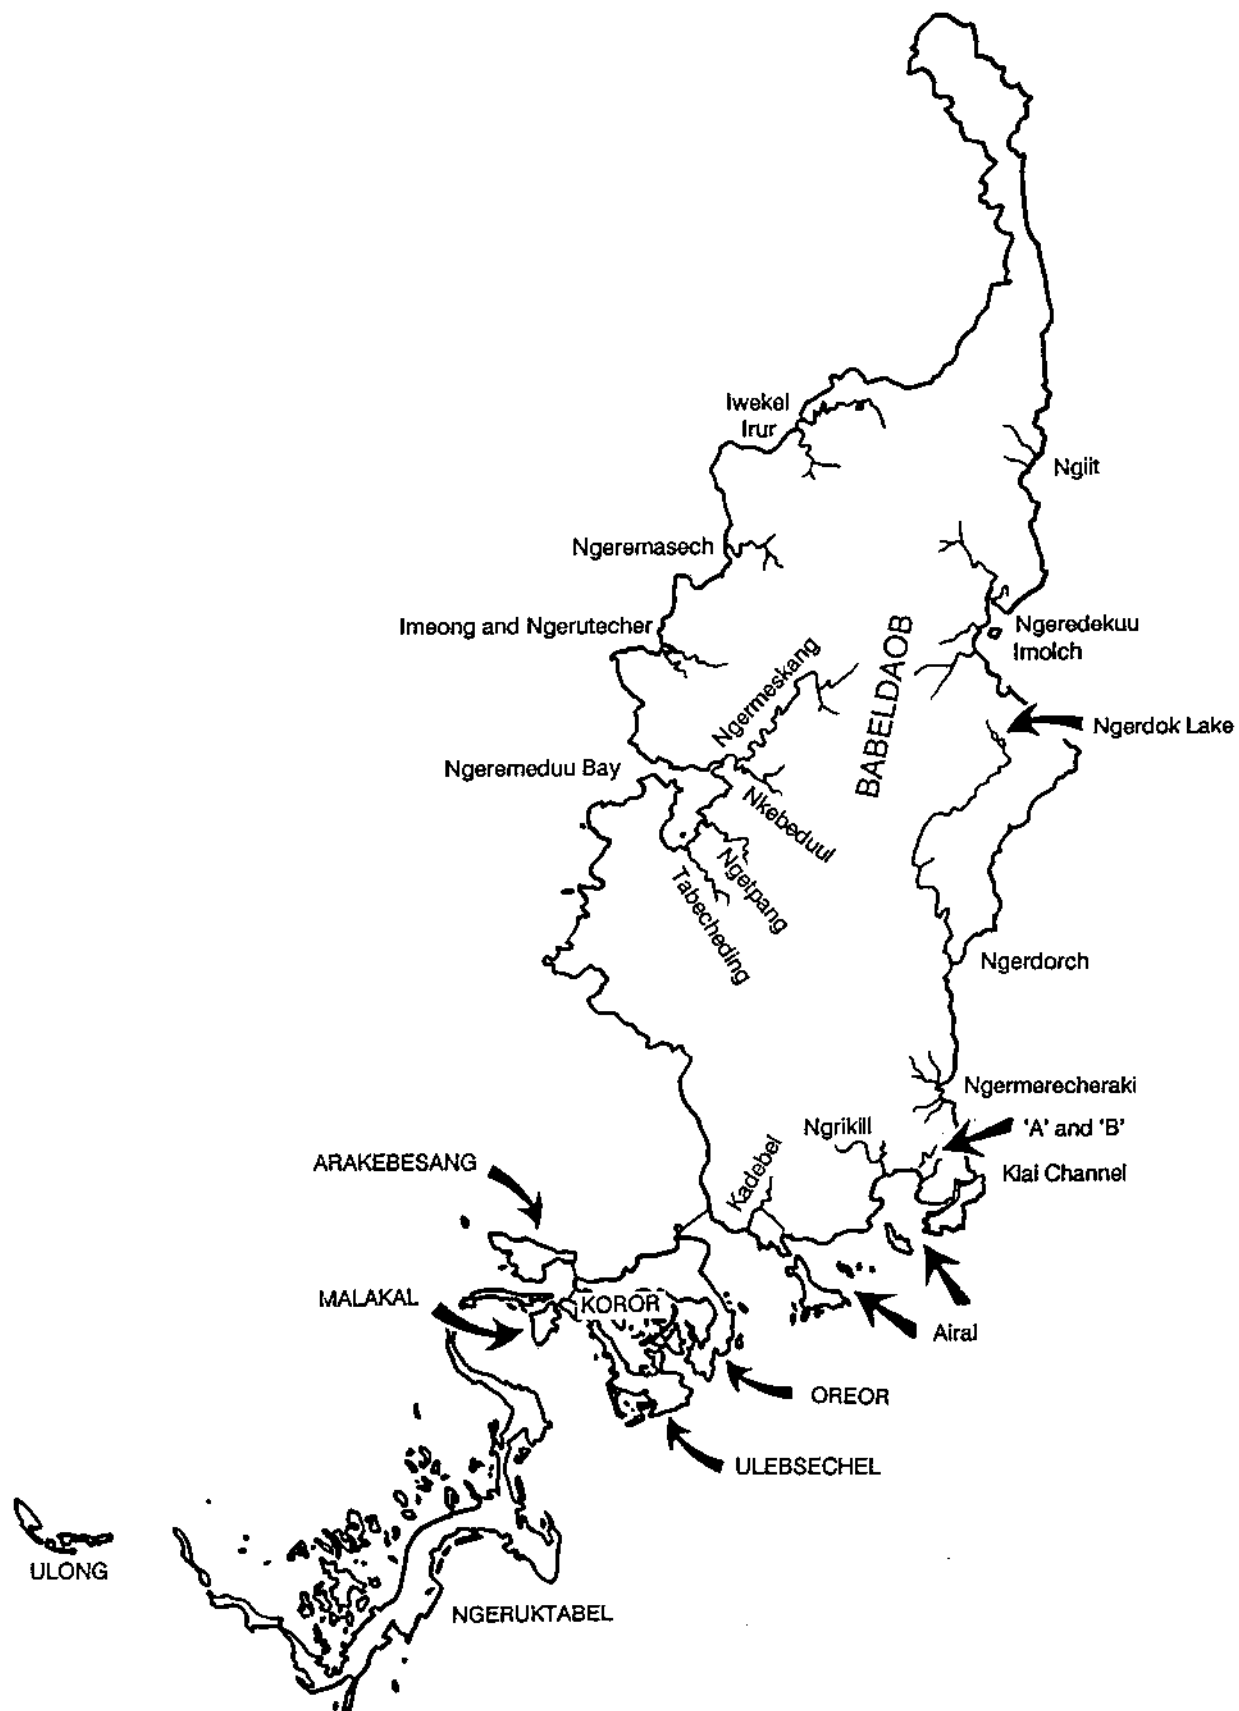 Iwekel
Irur
Ngiit
Ngeremasech
Imeong and Ngerutecher
Ngeredekuu
Imolch
Ngermeskang
BABELDAOB
Ngerdok Lake
Ngeremeduu Bay
Nkebeduul
Ngetpang
Tabecheding
Ngerdorch
Ngermerecheraki
Ngrikill
'A' and 'B'
Kadebel
Klai Channel
ARAKEBESANG
MALAKAL
KOROR
Airai
OREOR
ULEBSECHEL
ULONG
NGERUKTABEL